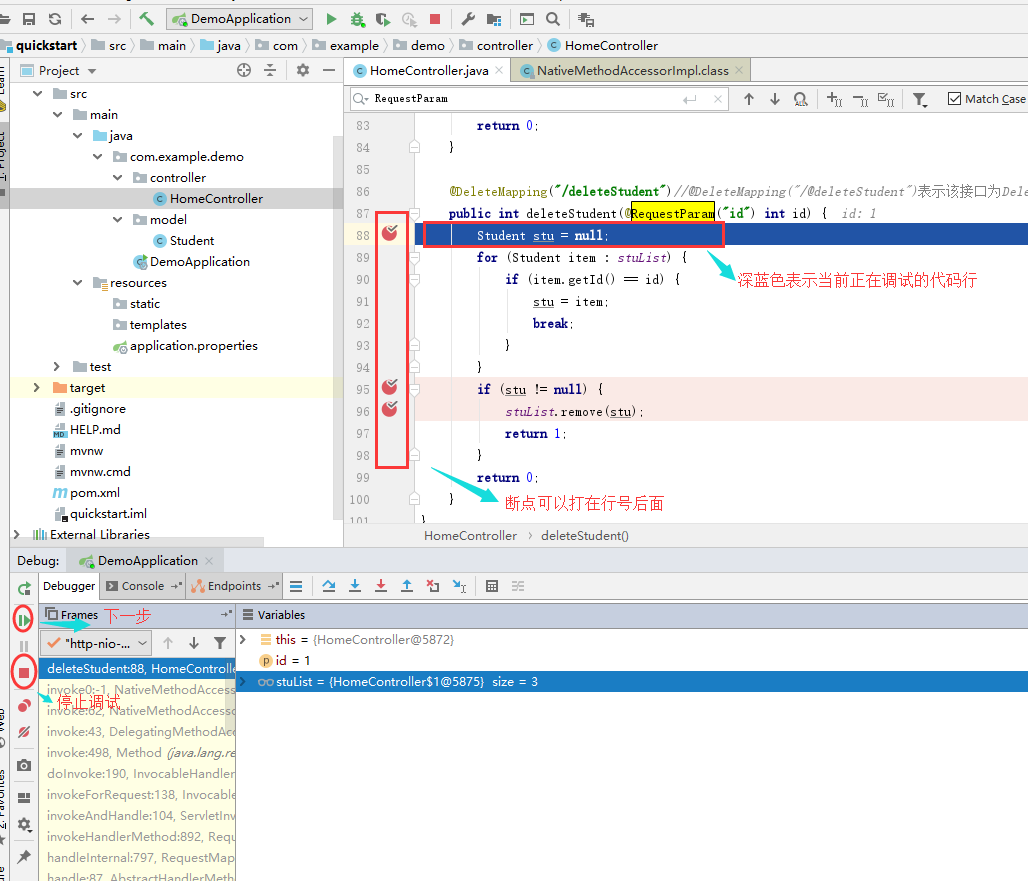 DemoApplication
quickstart
src
main
java
com
example
demo
controller
HomeController
Project
HomeController.java
NativeMethodAccessorImpl.class
RequestParam
Match Case
src
main
java
com.example.demo
controller
HomeController
model
Student
DemoApplication
resources
static
templates
application.properties
test
target
.gitignore
HELP.md
mvnw
mvnw.cmd
pom.xml
quickstart.iml
External Libraries
83 return 0;
84 }
85
86 @DeleteMapping("/deleteStudent")//@DeleteMapping("/@deleteStudent")表示该接口为Dele
87 public int deleteStudent(@RequestParam("id") int id) { id: 1
88 Student stu = null;
89 for (Student item : stuList) {
90 if (item.getId() == id) {
91 stu = item;
92 break;
93 }
94 }
95 if (stu != null) {
96 stuList.remove(stu);
97 return 1;
98 }
99 return 0;
100 }
101 }
深蓝色表示当前正在调试的代码行
断点可以打在行号后面
HomeController
deleteStudent()
Debug:
DemoApplication
Debugger
Console
Endpoints
Frames
下一步
Variables
"http-nio-...
停止调试
deleteStudent:88, HomeControlle
invoke0:-1, NativeMethodAccess
invoke:62, NativeMethodAccesso
invoke:43, DelegatingMethodAcc
invoke:498, Method (java.lang.re
doInvoke:190, InvocableHandler
invokeForRequest:138, Invocable
invokeAndHandle:104, ServletInv
invokeHandlerMethod:892, Requ
handleInternal:797, RequestMap
handle:87, AbstractHandlerMeth
this = {HomeController@5872}
id = 1
stuList = {HomeController$1@5875} size = 3
1: Project
Web
2: Favorites